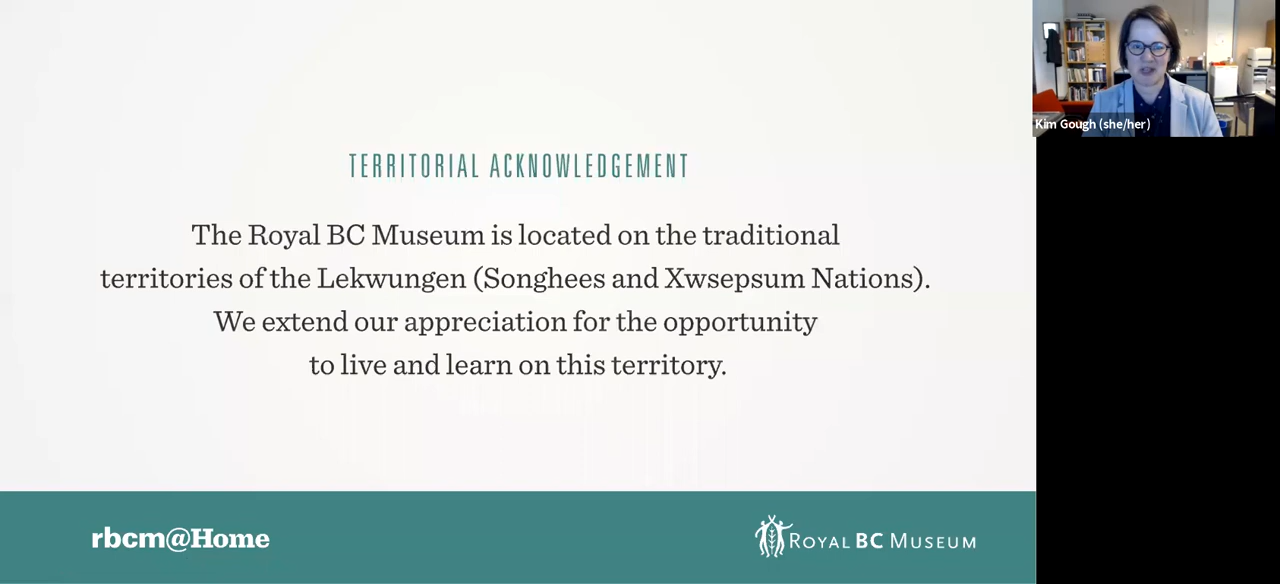 TERRITORIAL ACKNOWLEDGEMENT
The Royal BC Museum is located on the traditional
territories of the Lekwungen (Songhees and Xwsepsum Nations).
We extend our appreciation for the opportunity
to live and learn on this territory.
rbcm@Home
ROYAL BC MUSEUM
Kim Gough (she/her)